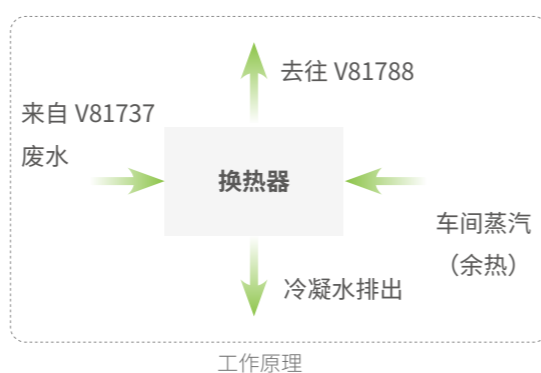 去往 V81788
来自 V81737
废水
换热器
车间蒸汽
（余热）
冷凝水排出
工作原理